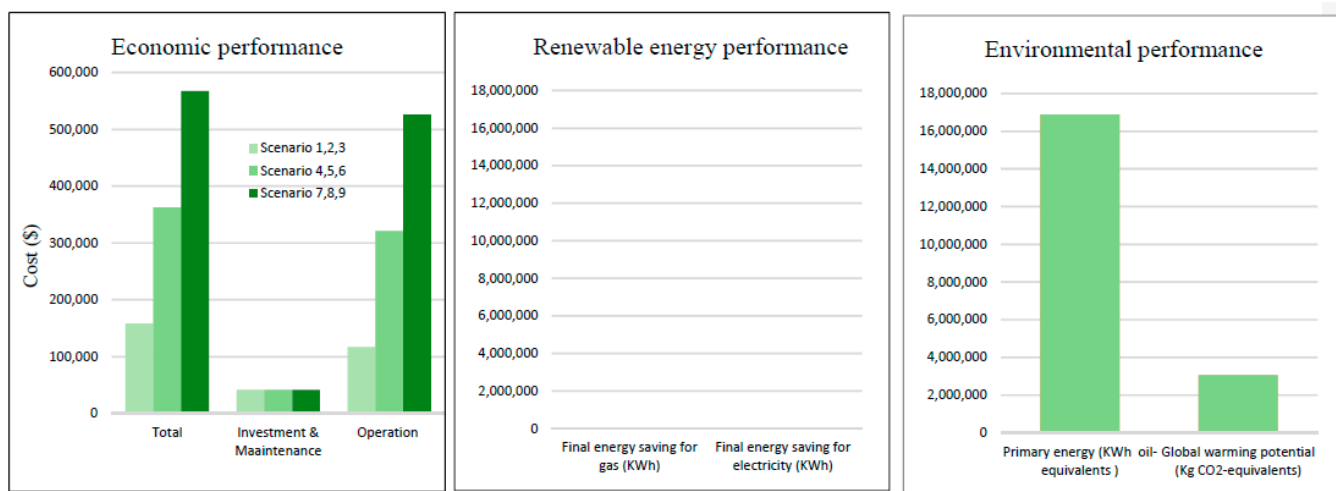 Economic performance
Cost ($)
600,000
500,000
400,000
300,000
200,000
100,000
0
Scenario 1,2,3
Scenario 4,5,6
Scenario 7,8,9
Total
Investment &
Maaintenance
Operation
Renewable energy performance
18,000,000
16,000,000
14,000,000
12,000,000
10,000,000
8,000,000
6,000,000
4,000,000
2,000,000
0
Final energy saving for
gas (KWh)
Final energy saving for
electricity (KWh)
Environmental performance
18,000,000
16,000,000
14,000,000
12,000,000
10,000,000
8,000,000
6,000,000
4,000,000
2,000,000
0
Primary energy (KWh oil-
equivalents )
Global warming potential
(Kg CO2-equivalents)